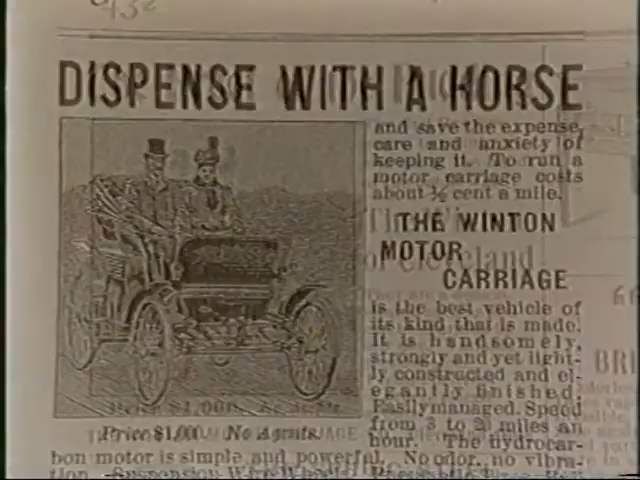 DISPENSE WITH A HORSE
and save the expense,
care and anxiety of
keeping it. To run a
motor carriage costs
about ½ cent a mile.
THE WINTON
MOTOR
CARRIAGE
is the best vehicle of
its kind that is made.
It is handsomely,
strongly and yet light-
ly constructed and el-
egantly finished.
Easily managed. Speed
from 3 to 20 miles an
hour. The hydrocar-
Price $1,000. No Agents.
bon motor is simple and powerful. No odor, no vibra-
tion. Suspension Wire Wheels.